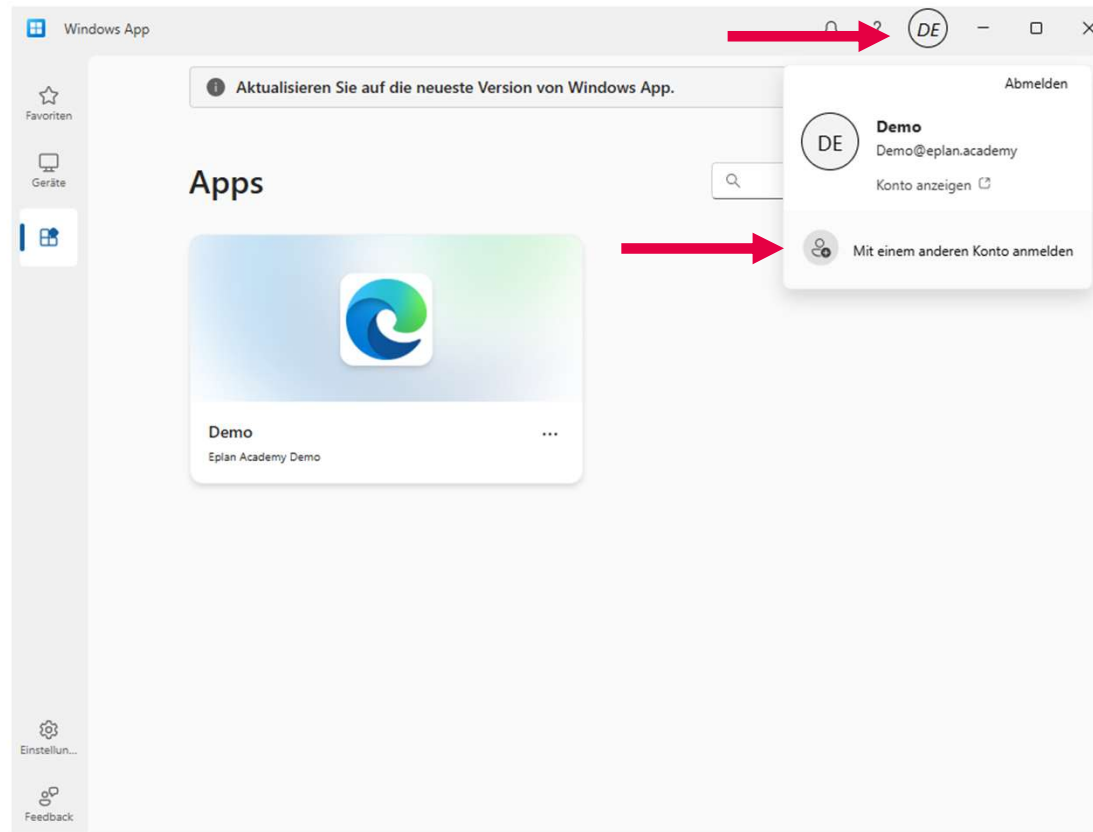 Windows App
?
DE
Abmelden
Aktualisieren Sie auf die neueste Version von Windows App.
Demo
DE
Demo@eplan.academy
Konto anzeigen
Favoriten
Geräte
Apps
Mit einem anderen Konto anmelden
Demo
...
Eplan Academy Demo
Einstellun...
Feedback